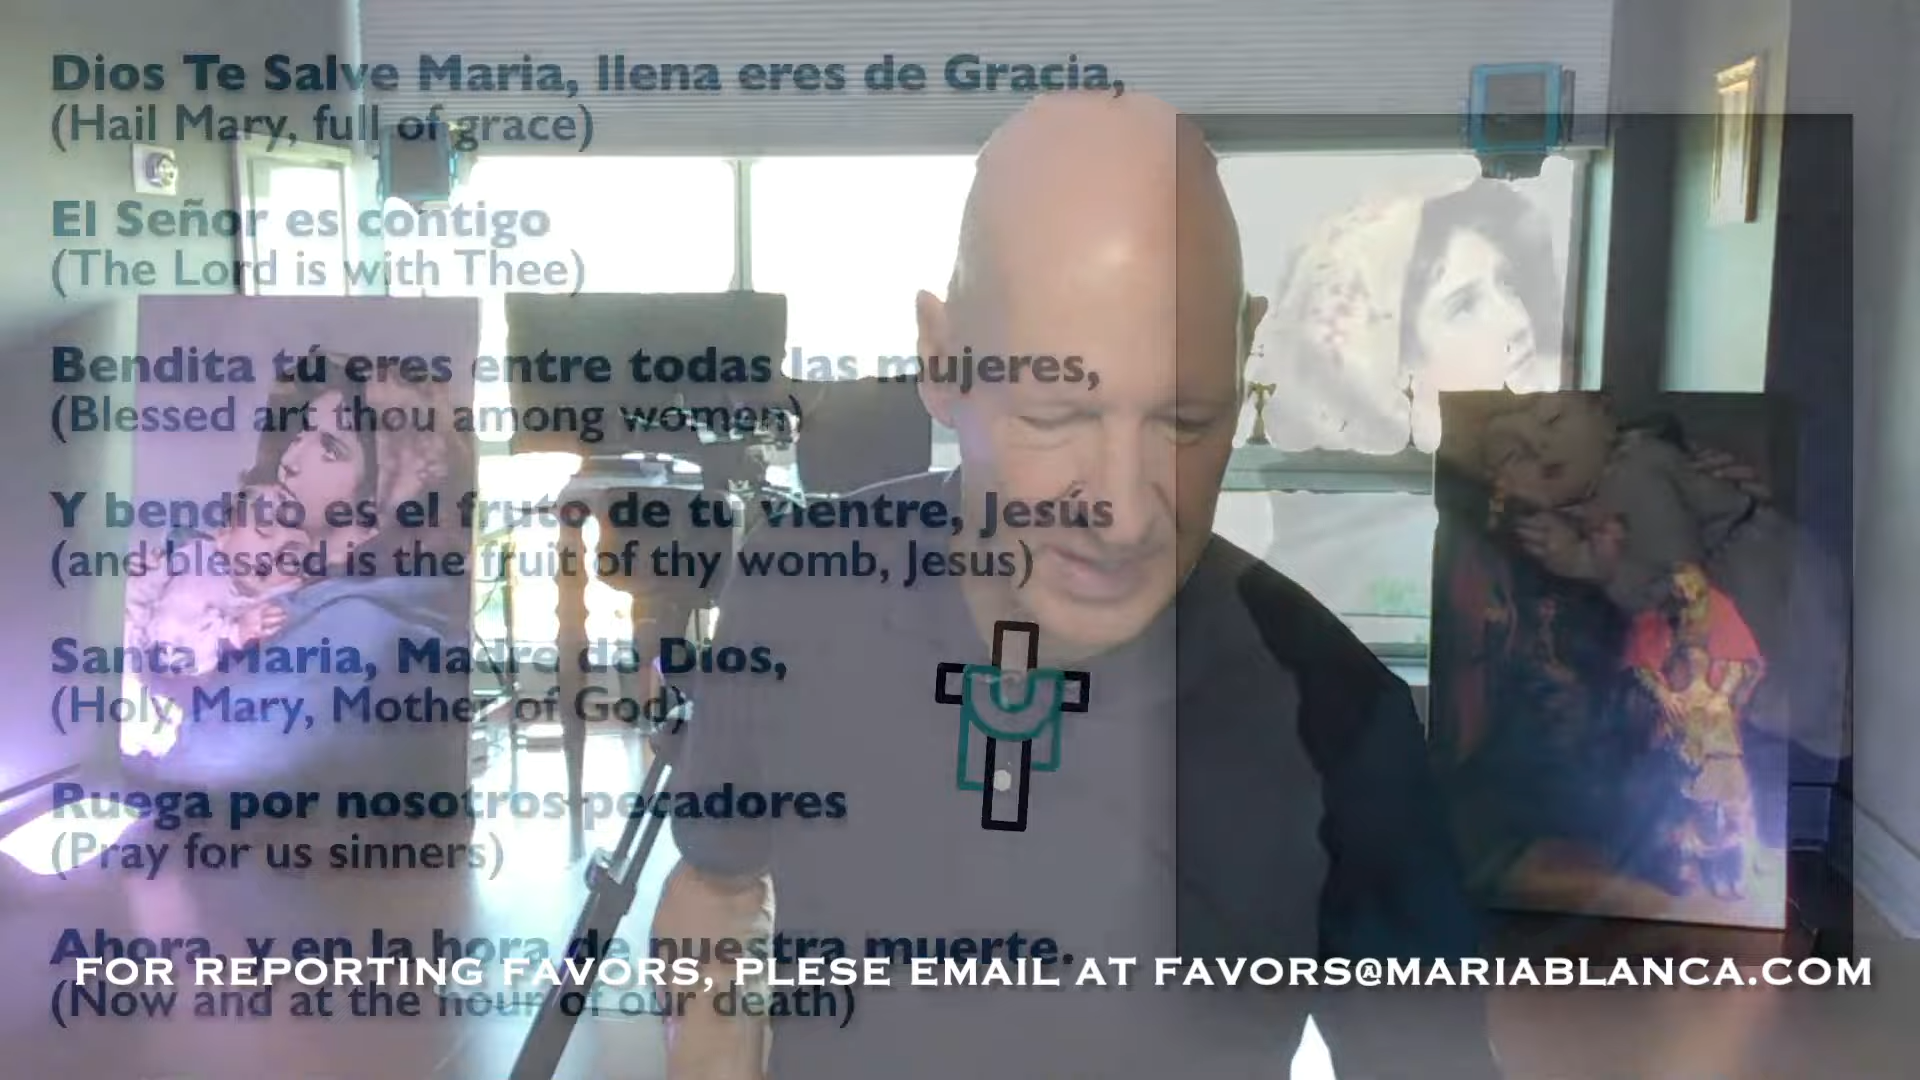 Dios Te Salve Maria, llena eres de Gracia,
(Hail Mary, full of grace)
El Señor es contigo
(The Lord is with Thee)
Bendita tú eres entre todas las mujeres,
(Blessed art thou among women)
Y bendito es el fruto de tu vientre, Jesús
(and blessed is the fruit of thy womb, Jesus)
Santa Maria, Madre de Dios,
(Holy Mary, Mother of God)
Ruega por nosotros pecadores
(Pray for us sinners)
Ahora, y en la hora de nuestra muerte.
FOR REPORTING FAVORS, PLESE EMAIL AT FAVORS@MARIABLANCA.COM
(Now and at the hour of our death)